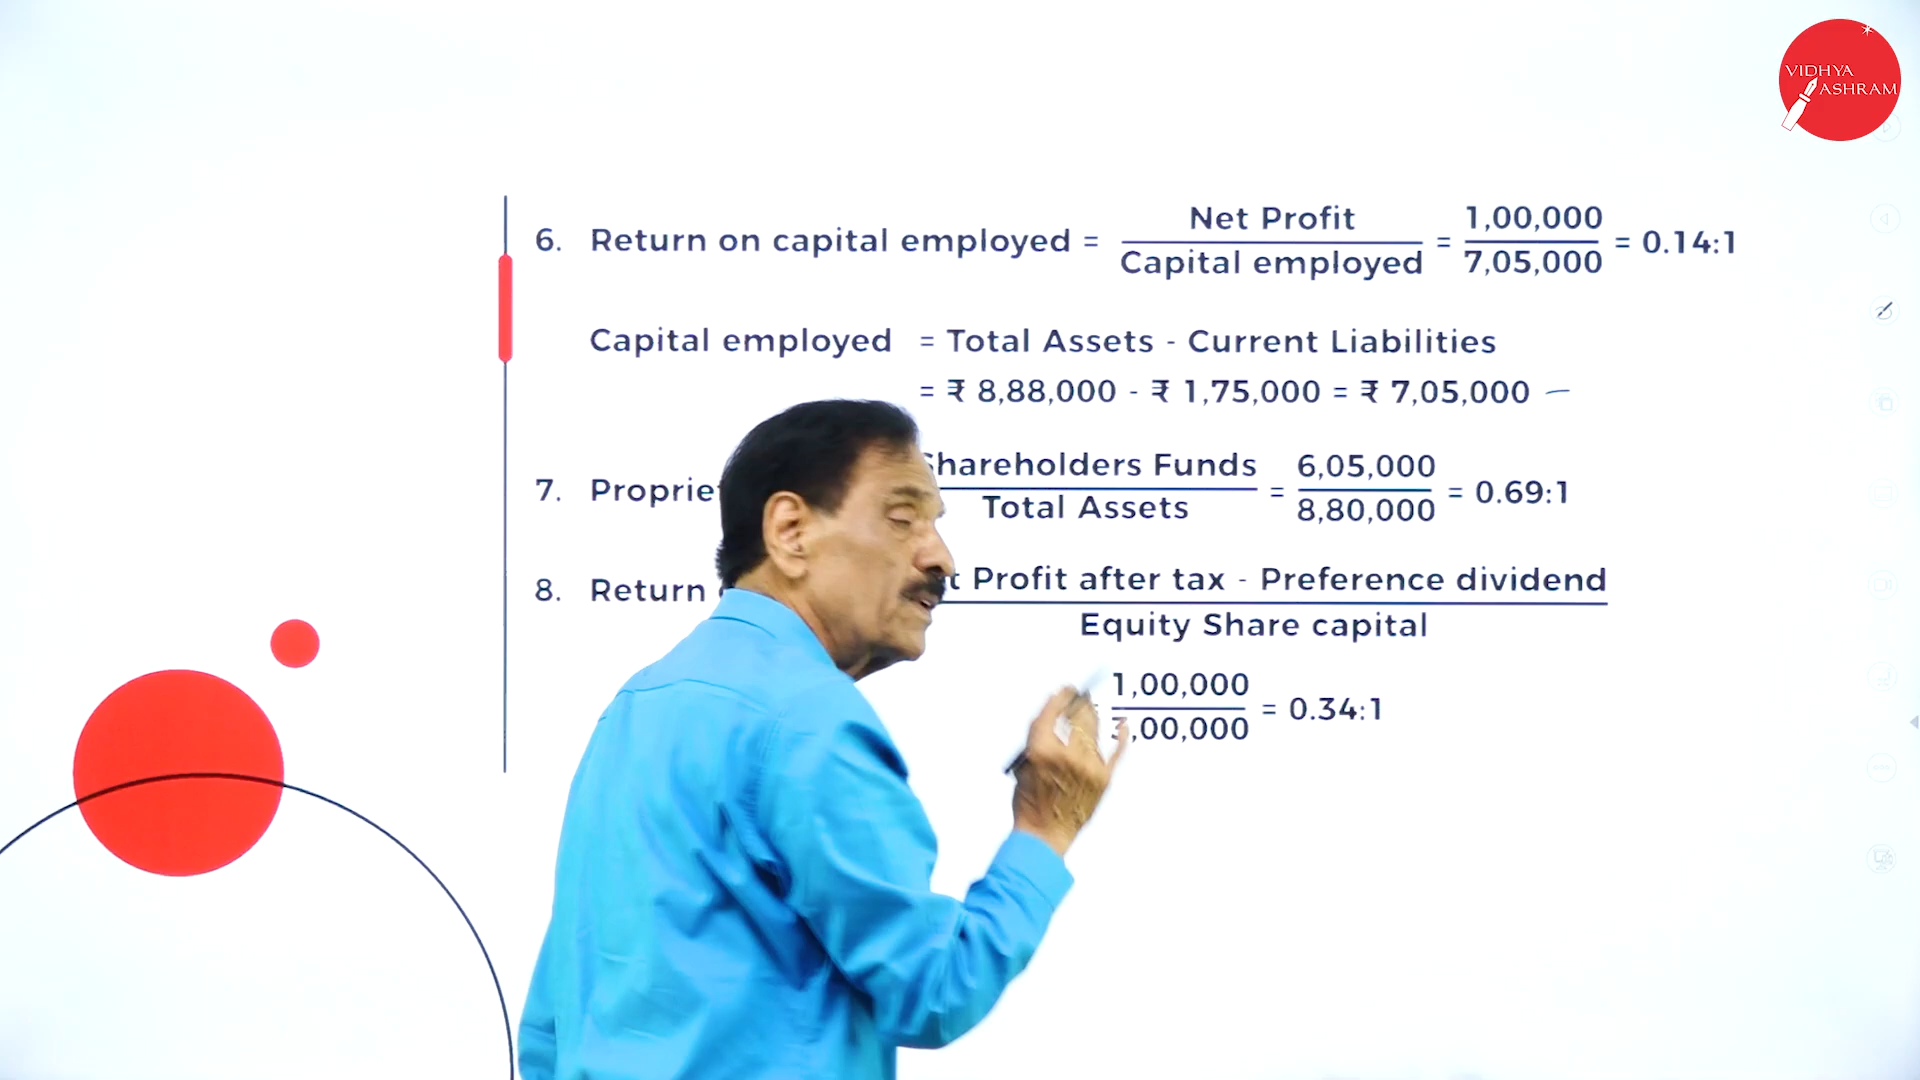 VIDHYA
ASHRAM
6. Return on capital employed = Net Profit / Capital employed = 1,00,000 / 7,05,000 = 0.14:1
Capital employed = Total Assets - Current Liabilities
= ₹ 8,88,000 - ₹ 1,75,000 = ₹ 7,05,000
7. Shareholders Funds / Total Assets = 6,05,000 / 8,80,000 = 0.69:1
8. Return Profit after tax - Preference dividend / Equity Share capital
1,00,000 / 3,00,000 = 0.34:1